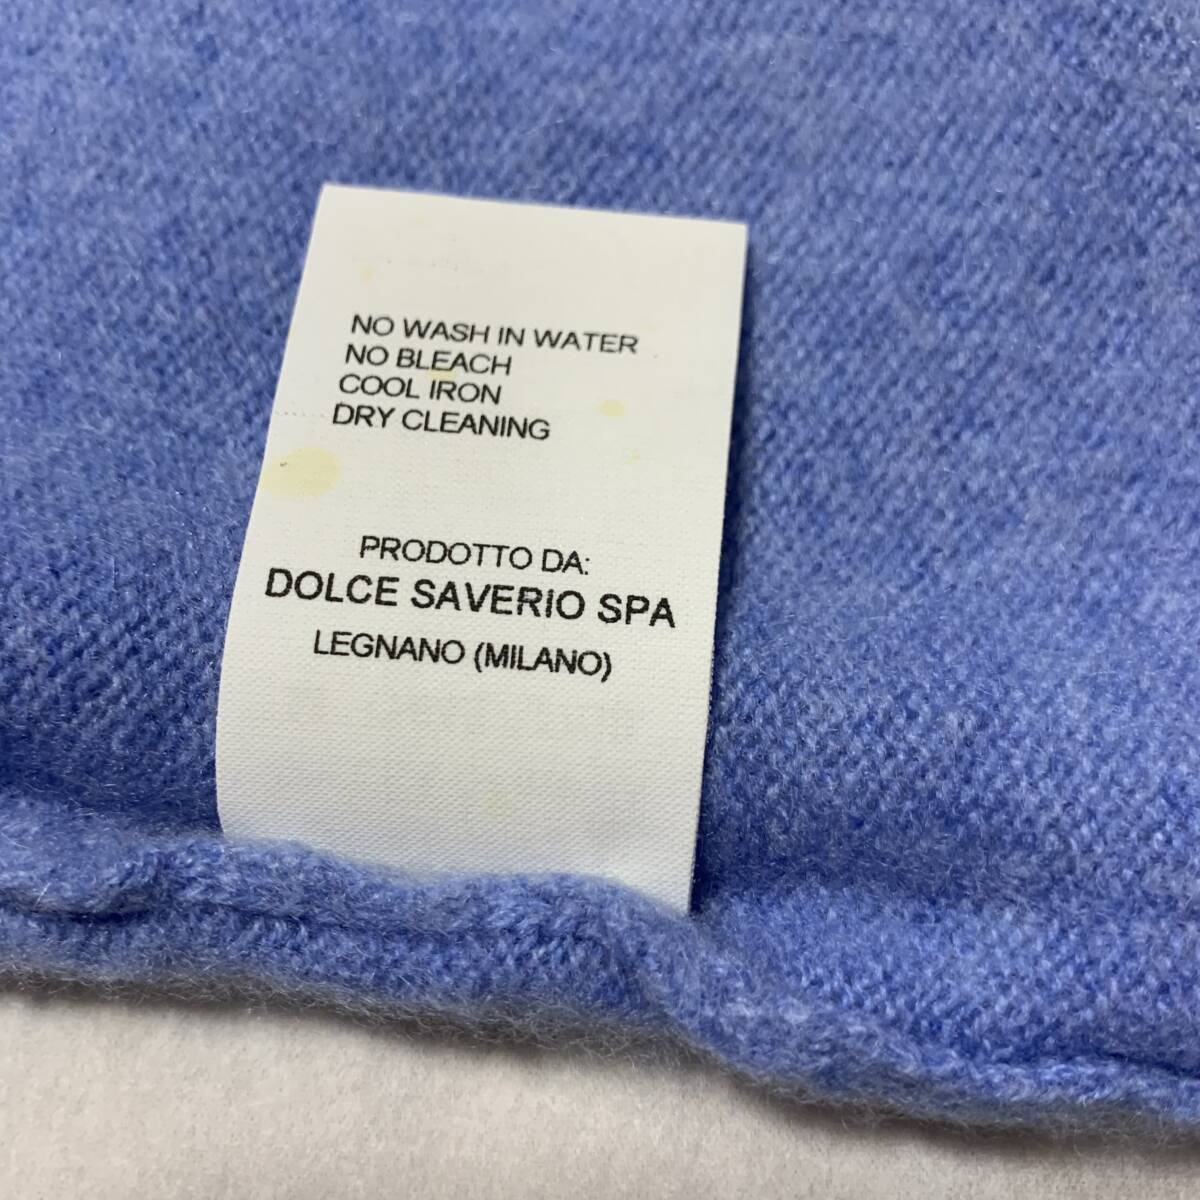 NO WASH IN WATER
NO BLEACH
COOL IRON
DRY CLEANING
PRODOTTO DA:
DOLCE SAVERIO SPA
LEGNANO (MILANO)